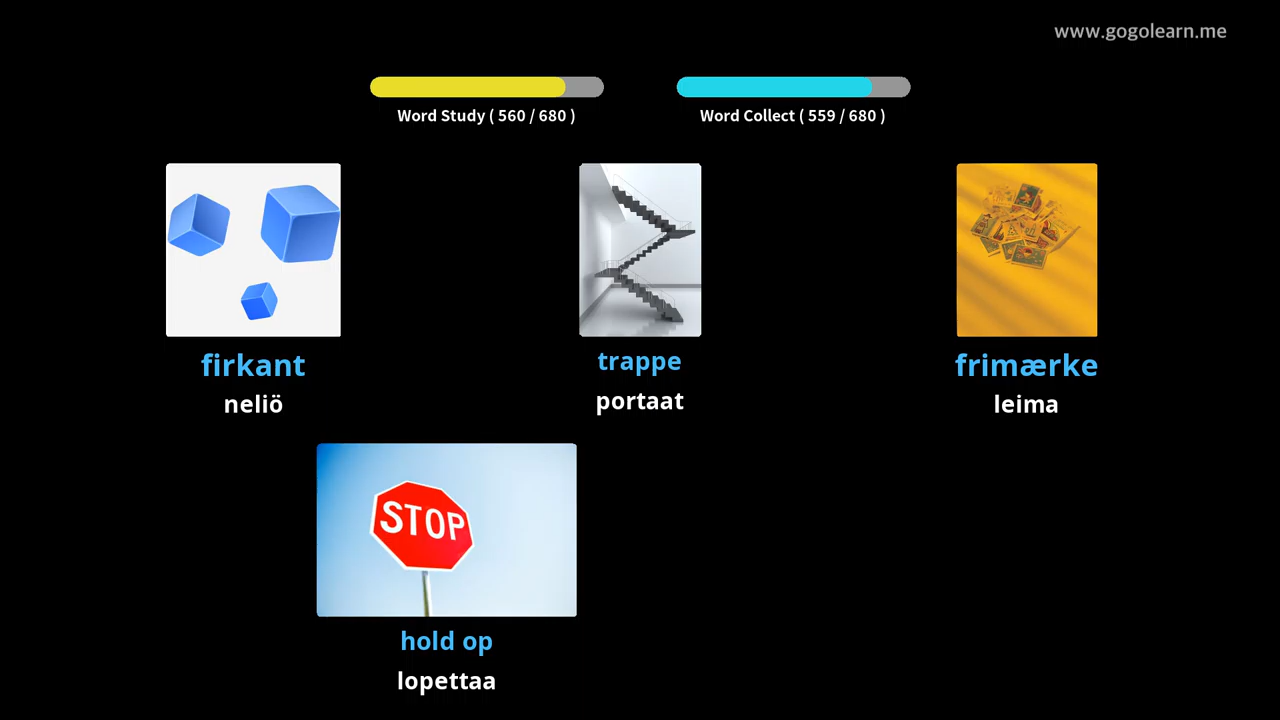 www.gogolearn.me
Word Study ( 560 / 680 )
Word Collect ( 559 / 680 )
firkant
neliö
trappe
portaat
frimærke
leima
STOP
hold op
lopettaa